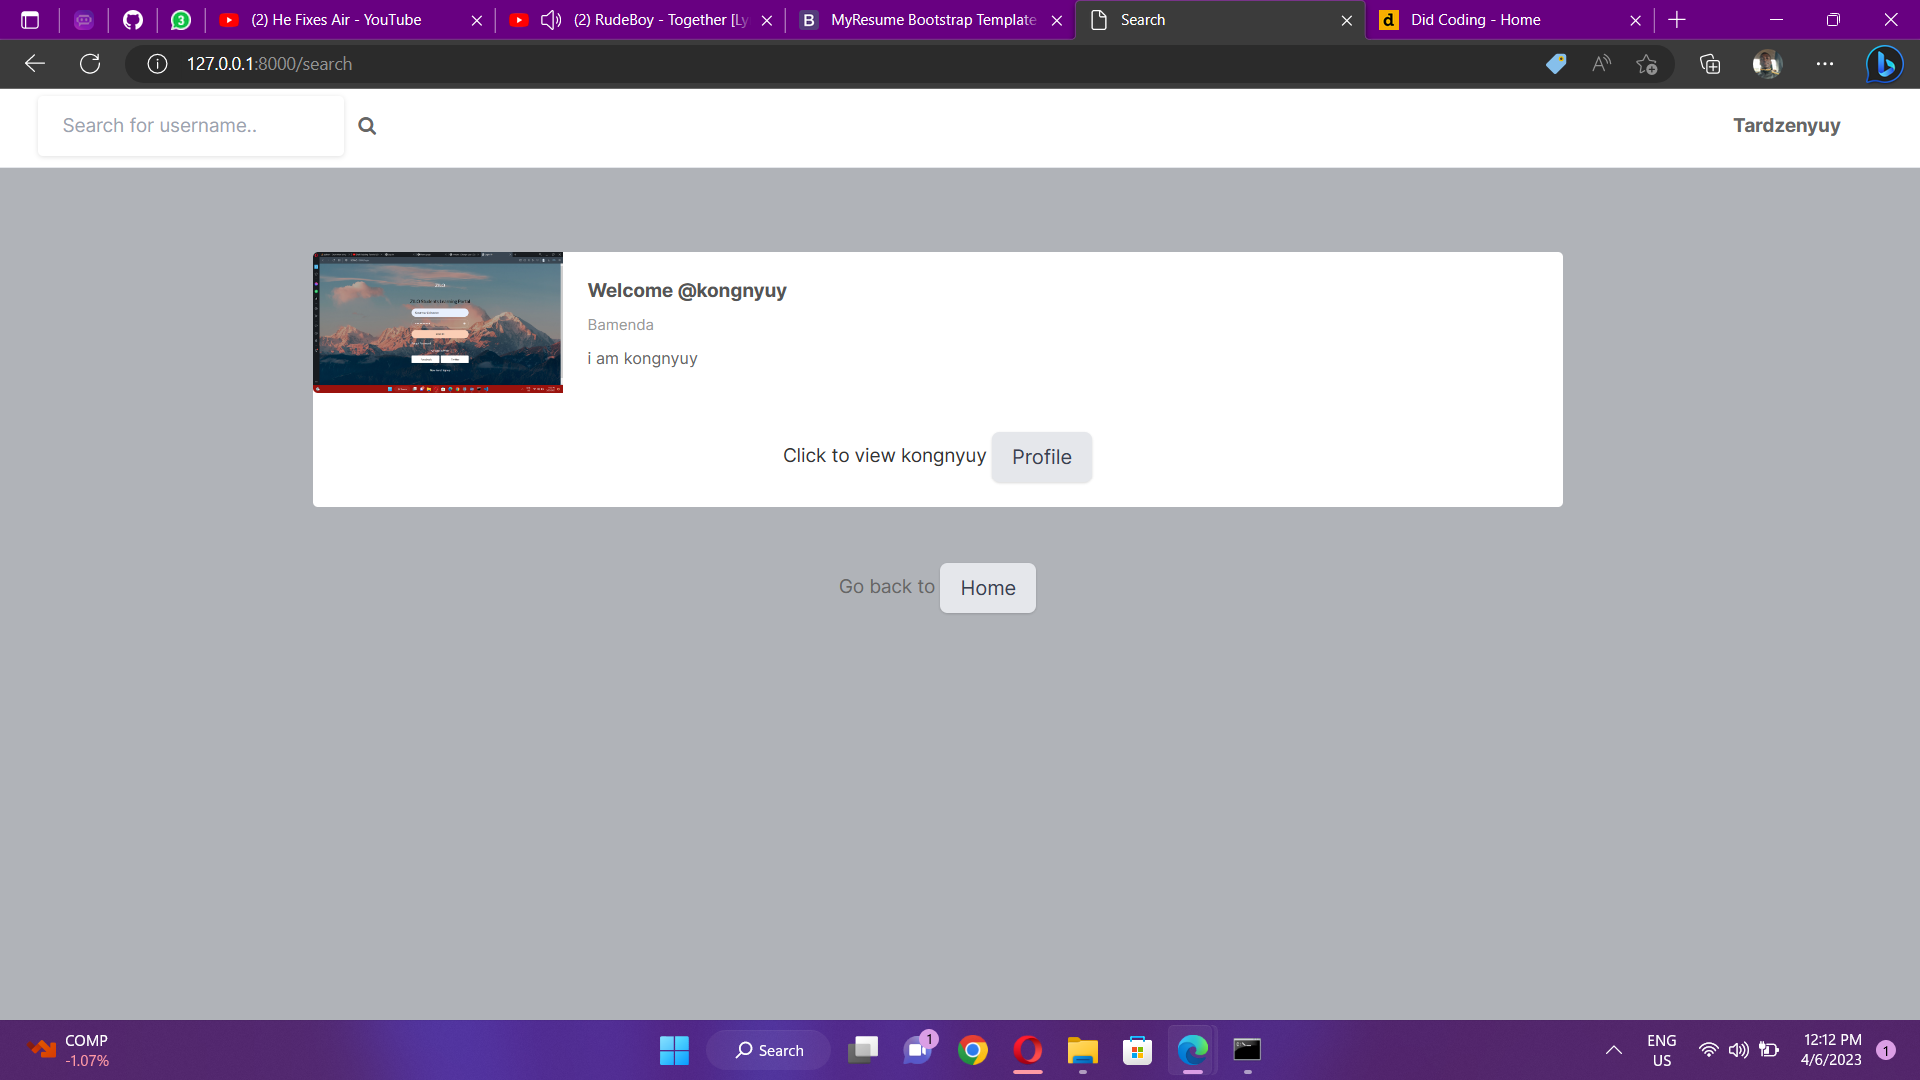 (2) He Fixes Air - YouTube
(2) RudeBoy - Together [Ly
MyResume Bootstrap Template
Search
Did Coding - Home
127.0.0.1:8000/search
Search for username..
Tardzenyuy
Welcome @kongnyuy
Bamenda
i am kongnyuy
Click to view kongnyuy Profile
Go back to Home
COMP
-1.07%
Search
1
ENG
US
12:12 PM
4/6/2023
1